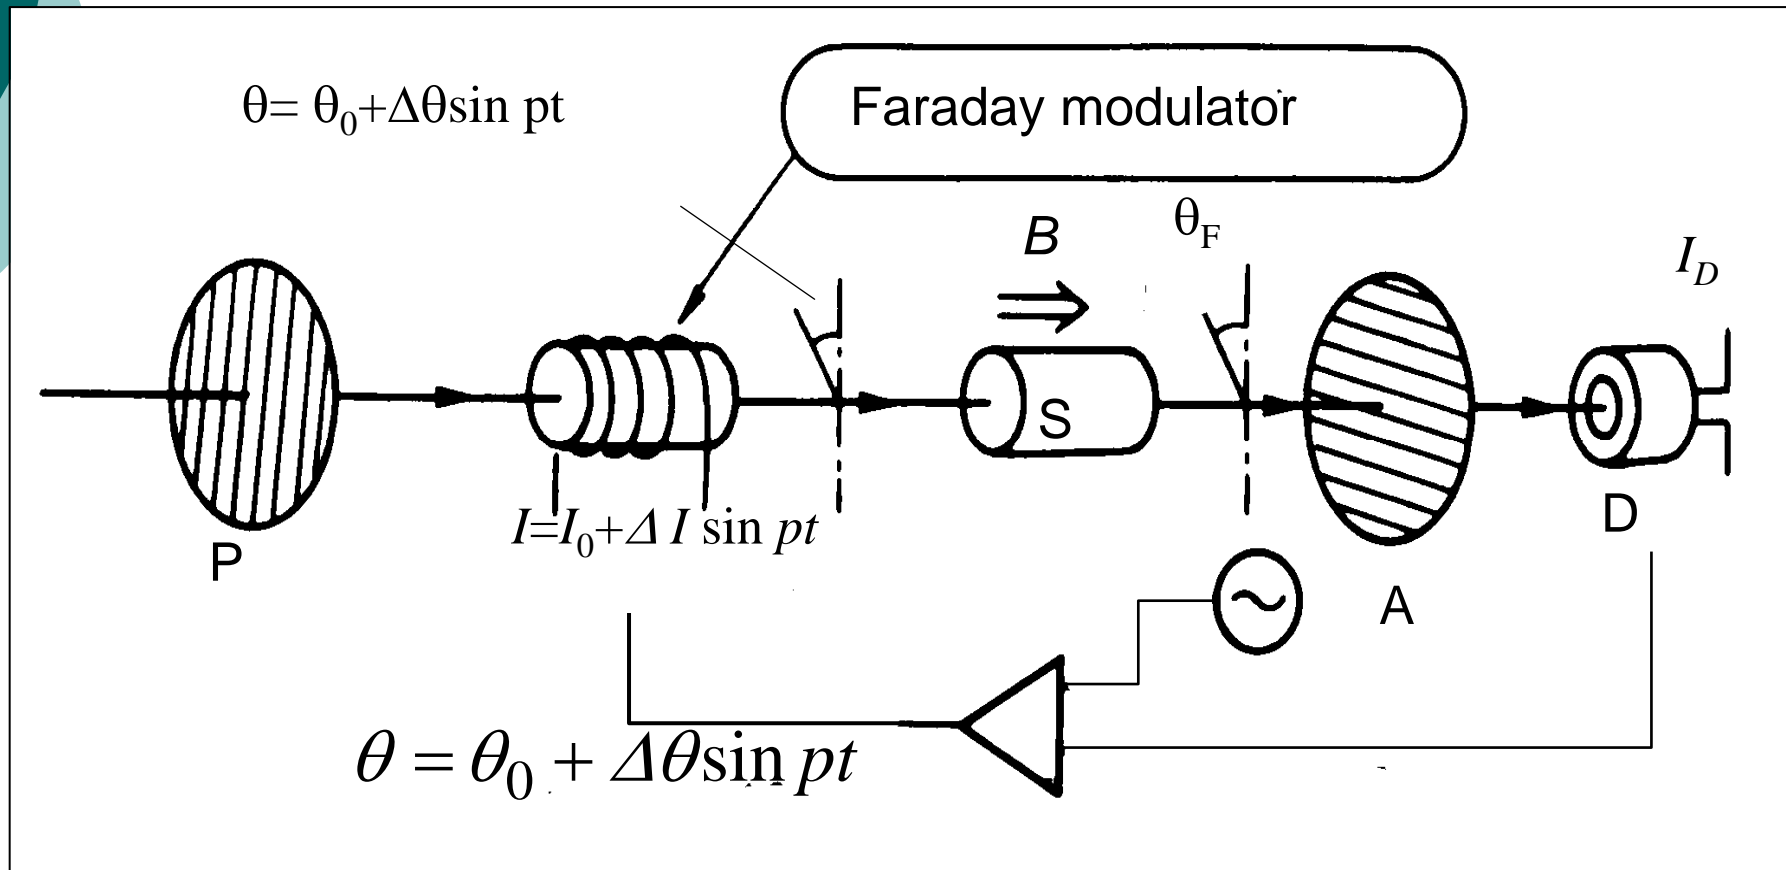 θ= θ0+Δθsin pt
Faraday modulator
B
θF
ID
S
I=I0+Δ I sin pt
P
D
A
θ = θ0 + Δθsin pt